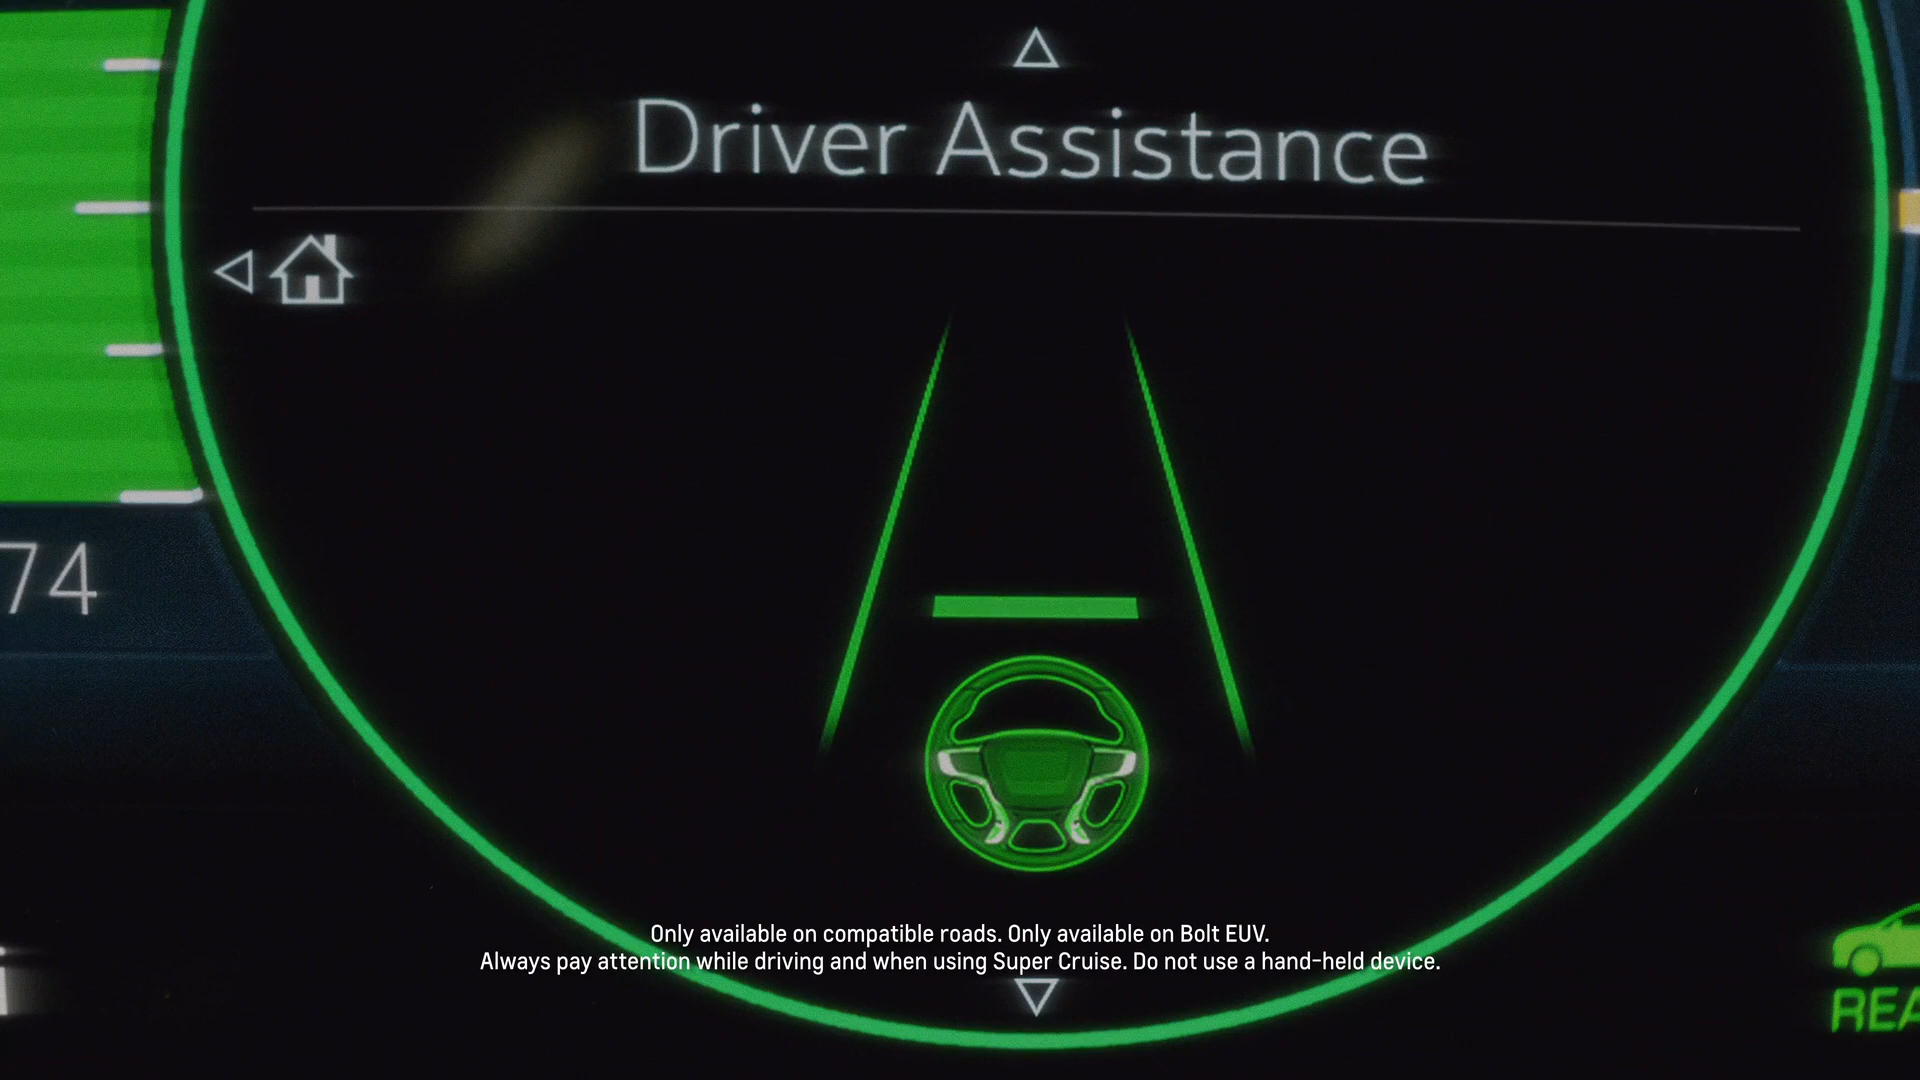 Driver Assistance
74
Only available on compatible roads. Only available on Bolt EUV.
Always pay attention while driving and when using Super Cruise. Do not use a hand-held device.